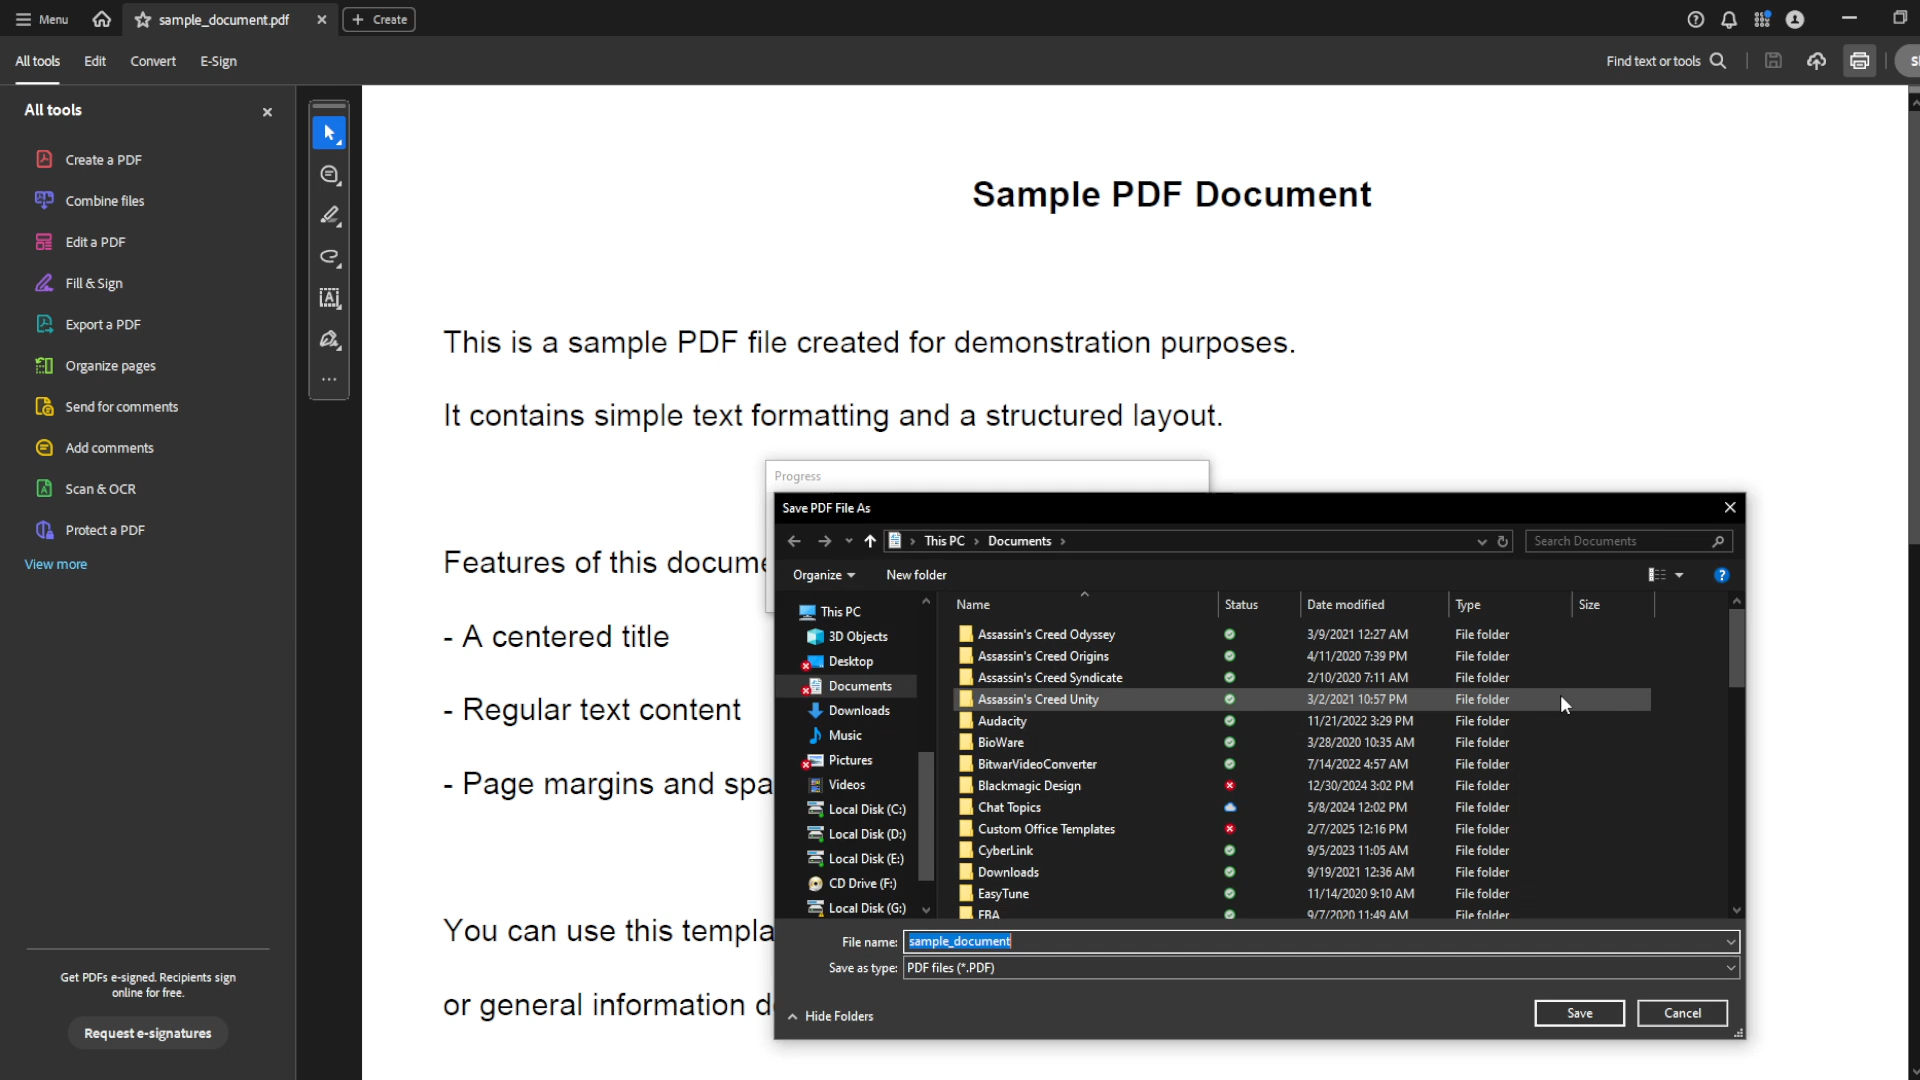 Menu
sample_document.pdf
Create
All tools
Edit
Convert
E-Sign
Find text or tools
All tools
Create a PDF
Combine files
Edit a PDF
Fill & Sign
Export a PDF
Organize pages
Send for comments
Add comments
Scan & OCR
Protect a PDF
View more
Get PDFs e-signed. Recipients sign
online for free.
Request e-signatures
Sample PDF Document
This is a sample PDF file created for demonstration purposes.
It contains simple text formatting and a structured layout.
Features of this docume
- A centered title
- Regular text content
- Page margins and spa
You can use this templa
or general information d
Progress
Save PDF File As
This PC > Documents >
Search Documents
Organize
New folder
This PC
3D Objects
Desktop
Documents
Downloads
Music
Pictures
Videos
Local Disk (C:)
Local Disk (D:)
Local Disk (E:)
CD Drive (F:)
Local Disk (G:)
Name Status Date modified Type Size
Assassin's Creed Odyssey 3/9/2021 12:27 AM File folder
Assassin's Creed Origins 4/11/2020 7:39 PM File folder
Assassin's Creed Syndicate 2/10/2020 7:11 AM File folder
Assassin's Creed Unity 3/2/2021 10:57 PM File folder
Audacity 11/21/2022 3:29 PM File folder
BioWare 3/28/2020 10:35 AM File folder
BitwarVideoConverter 7/14/2022 4:57 AM File folder
Blackmagic Design 12/30/2024 3:02 PM File folder
Chat Topics 5/8/2024 12:02 PM File folder
Custom Office Templates 2/7/2025 12:16 PM File folder
CyberLink 9/5/2023 11:05 AM File folder
Downloads 9/19/2021 12:36 AM File folder
EasyTune 11/14/2020 9:10 AM File folder
FBA 9/7/2020 11:49 AM File folder
File name: sample_document
Save as type: PDF files (*.PDF)
Hide Folders
Save
Cancel